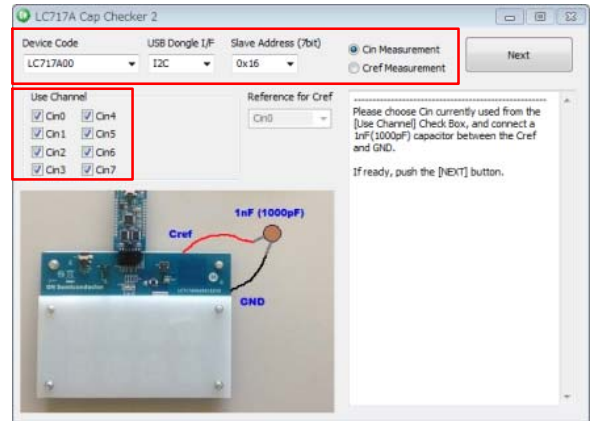 LC717A Cap Checker 2
Device Code
USB Dongle I/F
Slave Address (7bit)
LC717A00
I2C
0x16
Cin Measurement
Cref Measurement
Next
Use Channel
Cin0
Cin4
Cin1
Cin5
Cin2
Cin6
Cin3
Cin7
Reference for Cref
Cin0
Please choose Cin currently used from the
[Use Channel] Check Box, and connect a
1nF(1000pF) capacitor between the Cref
and GND.
If ready, push the [NEXT] button.
1nF (1000pF)
Cref
GND
ON Semiconductor